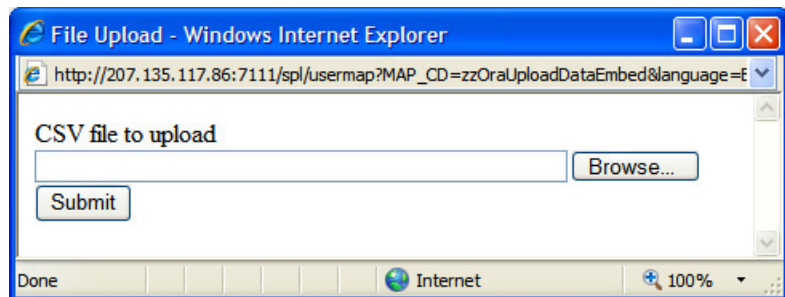 File Upload - Windows Internet Explorer
http://207.135.117.86:7111/spl/usermap?MAP_CD=zzOraUploadDataEmbed&language=E
CSV file to upload
Browse...
Submit
Done Internet 100%